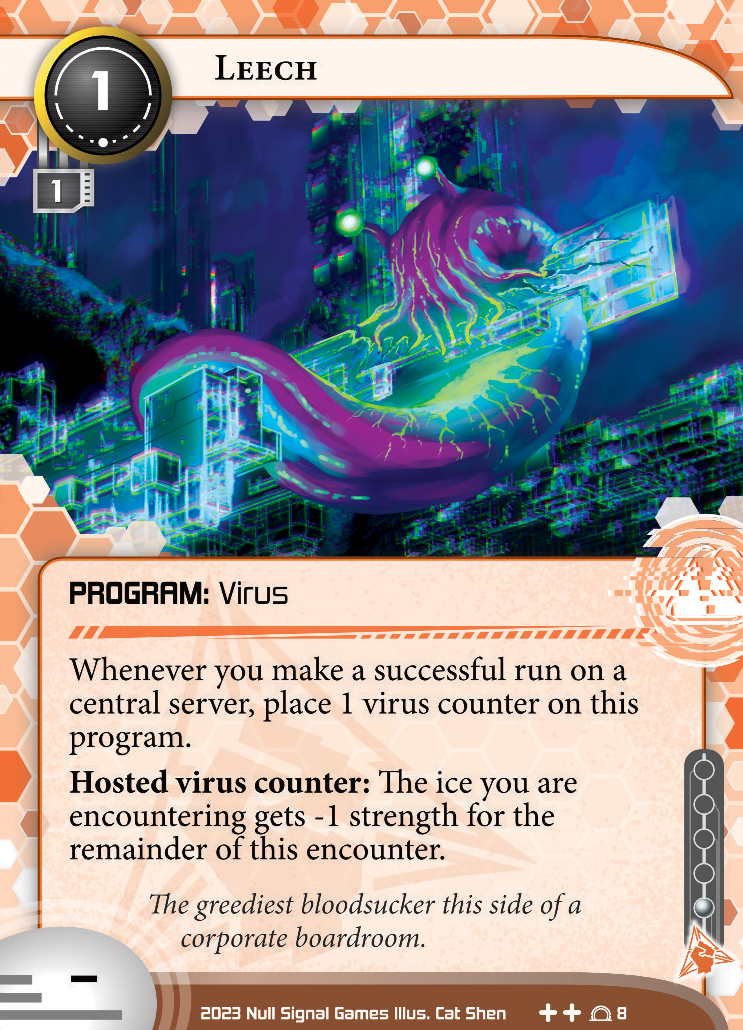 1
Leech
1
PROGRAM: Virus
Whenever you make a successful run on a
central server, place 1 virus counter on this
program.
Hosted virus counter: The ice you are
encountering gets -1 strength for the
remainder of this encounter.
The greediest bloodsucker this side of a
corporate boardroom.
2023 Null Signal Games Illus. Cat Shen 8